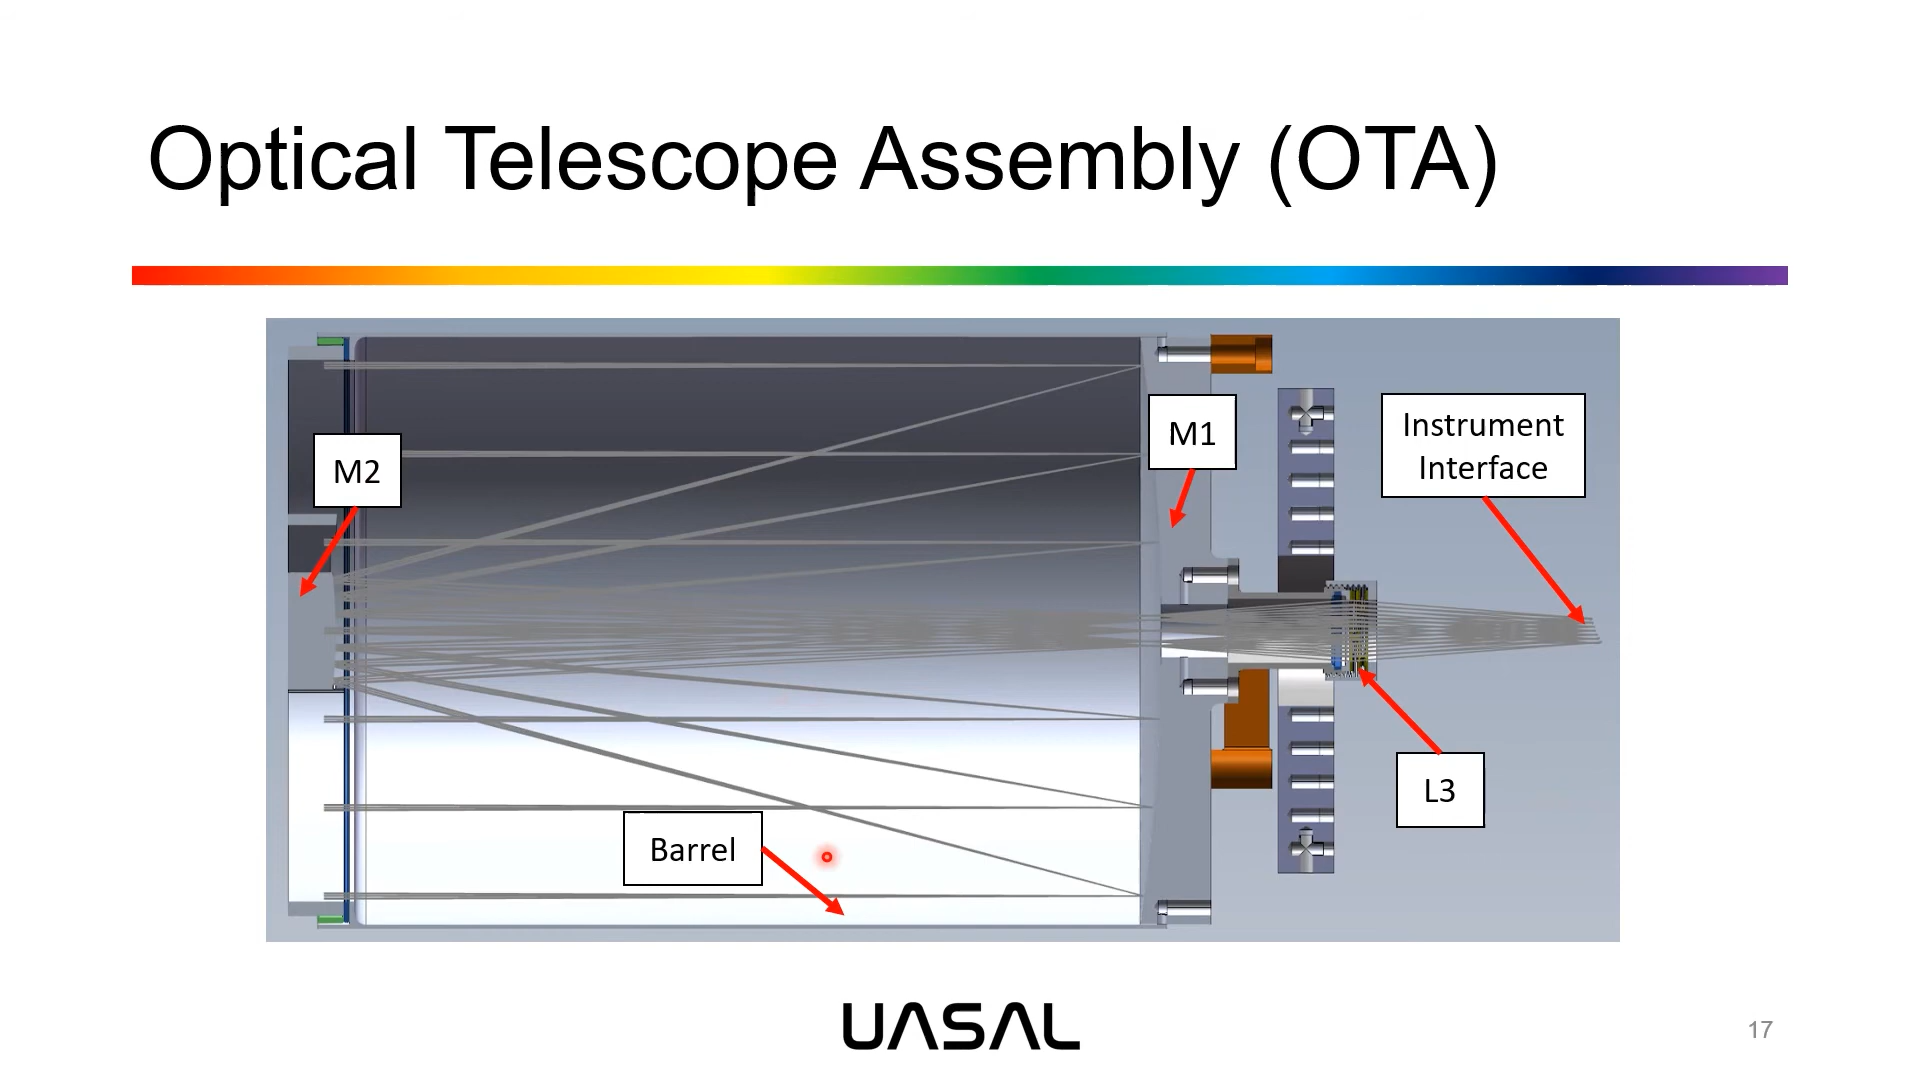 Optical Telescope Assembly (OTA)
M2
M1
Instrument
Interface
L3
Barrel
UASAL
17